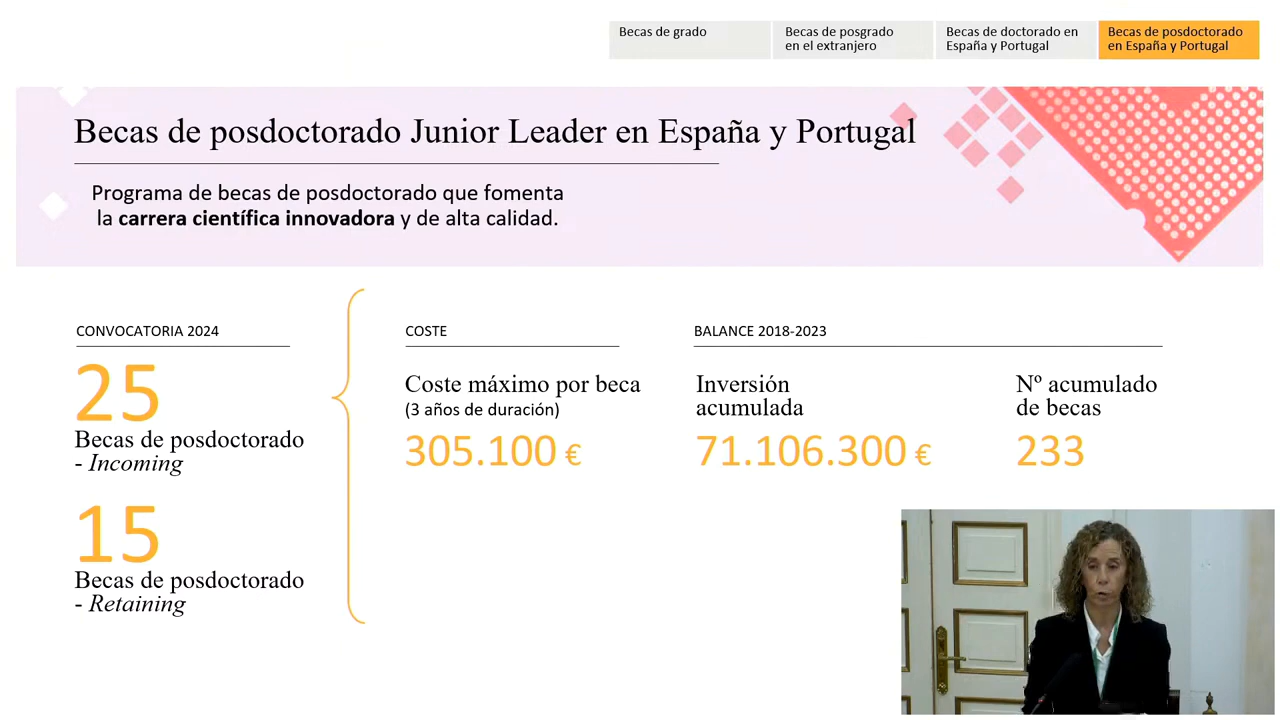 Becas de grado
Becas de posgrado
en el extranjero
Becas de doctorado en
España y Portugal
Becas de posdoctorado
en España y Portugal
Becas de posdoctorado Junior Leader en España y Portugal
Programa de becas de posdoctorado que fomenta
la carrera científica innovadora y de alta calidad.
CONVOCATORIA 2024
25
Becas de posdoctorado
- Incoming
15
Becas de posdoctorado
- Retaining
COSTE
Coste máximo por beca
(3 años de duración)
305.100 €
BALANCE 2018-2023
Inversión
acumulada
71.106.300 €
Nº acumulado
de becas
233